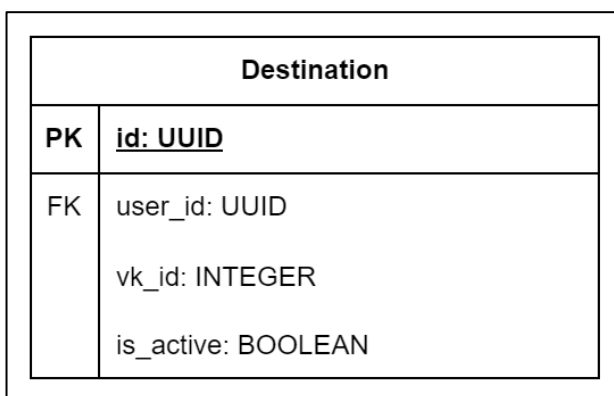 Destination
PK id: UUID
FK user_id: UUID
vk_id: INTEGER
is_active: BOOLEAN